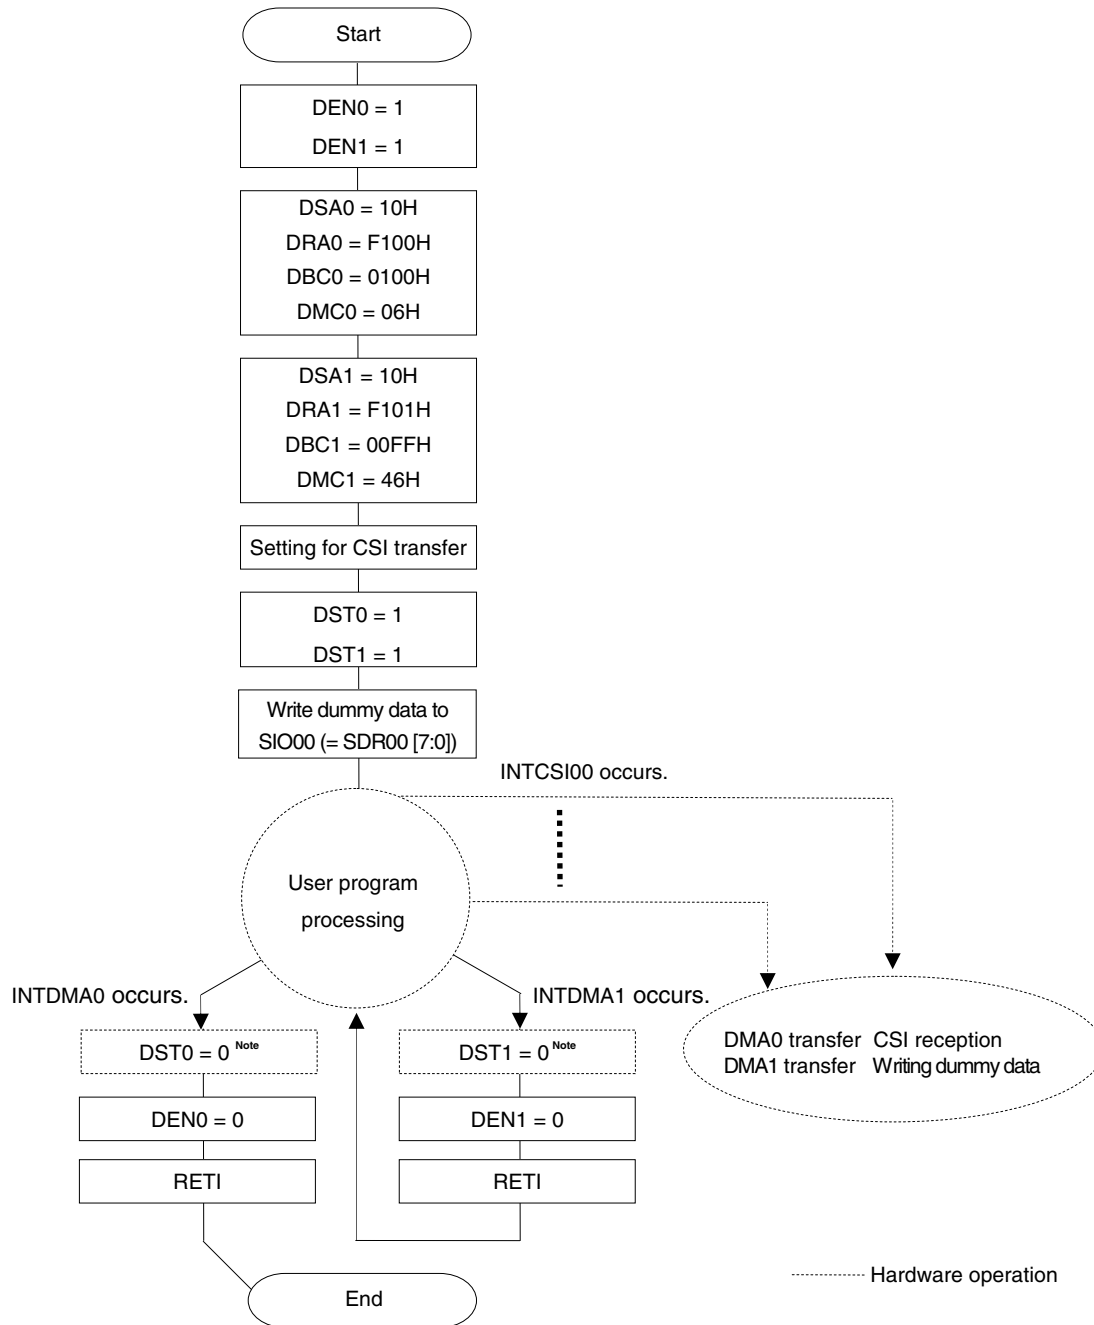 Start
DEN0 = 1
DEN1 = 1
DSA0 = 10H
DRA0 = F100H
DBC0 = 0100H
DMC0 = 06H
DSA1 = 10H
DRA1 = F101H
DBC1 = 00FFH
DMC1 = 46H
Setting for CSI transfer
DST0 = 1
DST1 = 1
Write dummy data to
SIO00 (= SDR00 [7:0])
INTCSI00 occurs.
User program
processing
INTDMA0 occurs.
INTDMA1 occurs.
DST0 = 0 Note
DST1 = 0 Note
DMA0 transfer CSI reception
DMA1 transfer Writing dummy data
DEN0 = 0
DEN1 = 0
RETI
RETI
Hardware operation
End